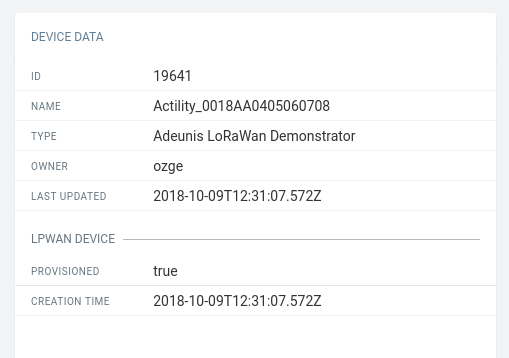 DEVICE DATA
ID 19641
NAME Actility_0018AA0405060708
TYPE Adeunis LoRaWan Demonstrator
OWNER ozge
LAST UPDATED 2018-10-09T12:31:07.572Z
LPWAN DEVICE
PROVISIONED true
CREATION TIME 2018-10-09T12:31:07.572Z